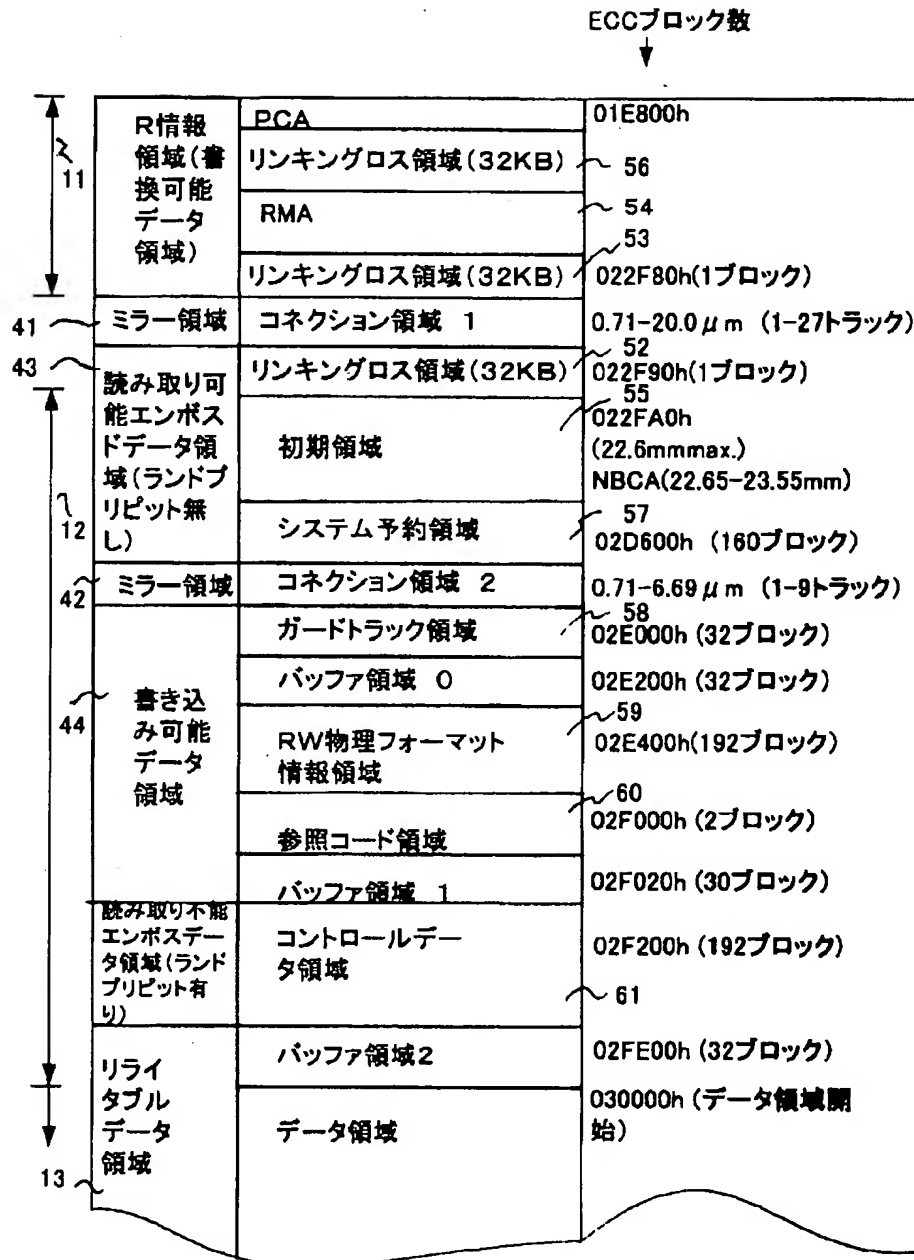 ECCブロック数
R情報
領域(書
換可能
データ
領域)
PCA
01E800h
11
リンキングロス領域(32KB)
56
RMA
54
53
リンキングロス領域(32KB)
022F80h(1ブロック)
41
ミラー領域
コネクション領域 1
0.71-20.0μm (1-27トラック)
43
読み取り可
能エンボス
ドデータ領
域(ランドプ
リピット無
し)
リンキングロス領域(32KB)
52
022F90h(1ブロック)
55
初期領域
022FA0h
(22.6mmmax.)
NBCA(22.65-23.55mm)
12
システム予約領域
57
02D600h (160ブロック)
42
ミラー領域
コネクション領域 2
0.71-6.69μm (1-9トラック)
58
44
書き込
み可能
データ
領域
ガードトラック領域
02E000h (32ブロック)
バッファ領域 0
02E200h (32ブロック)
59
RW物理フォーマット
情報領域
02E400h(192ブロック)
60
参照コード領域
02F000h (2ブロック)
バッファ領域 1
02F020h (30ブロック)
読み取り不能
エンボスデー
タ領域(ランド
プリピット有
り)
コントロールデー
タ領域
02F200h (192ブロック)
61
リライ
タブル
データ
領域
バッファ領域2
02FE00h (32ブロック)
データ領域
030000h (データ領域開
始)
13